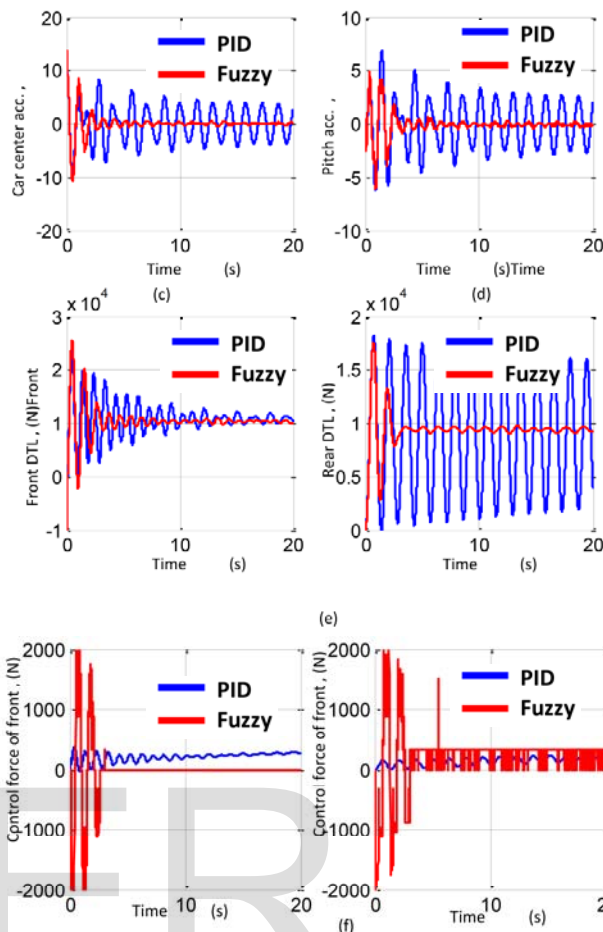 20
10
0
-10
-20
Car center acc. ,
PID
Fuzzy
0 10 20
Time (s)
(c)
10
5
0
-5
-10
Pitch acc. ,
PID
Fuzzy
0 10 20
Time (s)Time
(d)
x 10^4
3
2
1
0
-1
Front DTL , (N)Front
PID
Fuzzy
0 10 20
Time (s)
x 10^4
2
1.5
1
0.5
0
Rear DTL , (N)
PID
Fuzzy
0 10 20
Time (s)
(e)
2000
1000
0
-1000
-2000
Control force of front , (N)
PID
Fuzzy
0 10 20
Time (s)
2000
1000
0
-1000
-2000
Control force of front , (N)
PID
Fuzzy
0 10 20
Time (s)
(f)